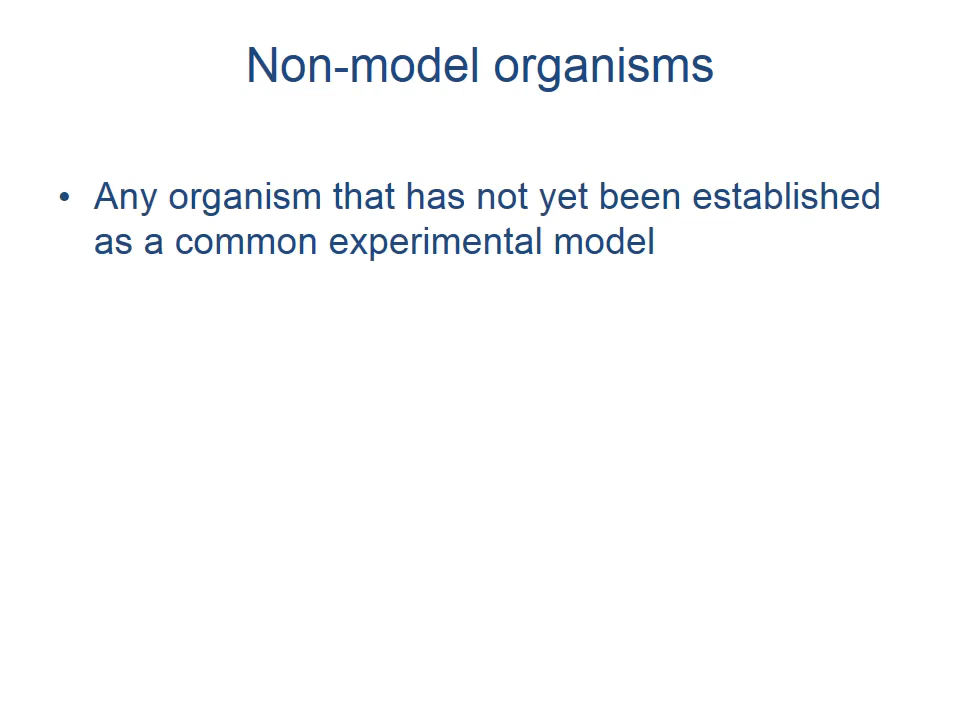 Non-model organisms
• Any organism that has not yet been established
as a common experimental model